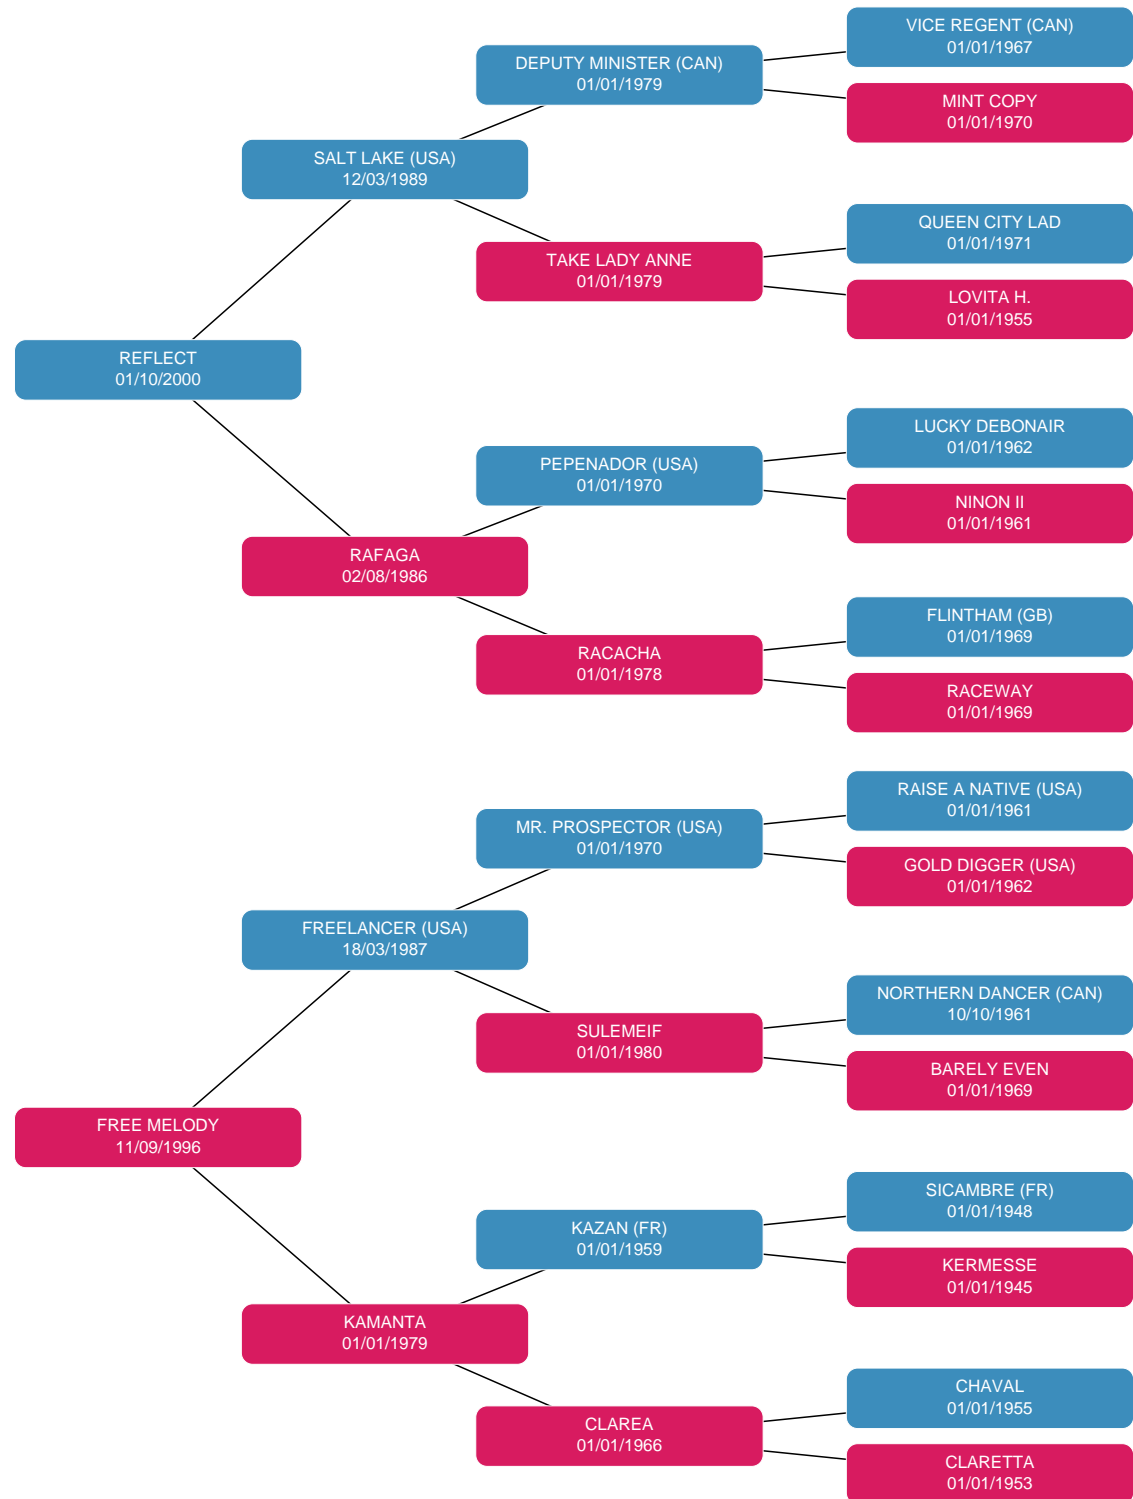 VICE REGENT (CAN)
01/01/1967
DEPUTY MINISTER (CAN)
01/01/1979
MINT COPY
01/01/1970
SALT LAKE (USA)
12/03/1989
QUEEN CITY LAD
01/01/1971
TAKE LADY ANNE
01/01/1979
LOVITA H.
01/01/1955
REFLECT
01/10/2000
LUCKY DEBONAIR
01/01/1962
PEPENADOR (USA)
01/01/1970
NINON II
01/01/1961
RAFAGA
02/08/1986
FLINTHAM (GB)
01/01/1969
RACACHA
01/01/1978
RACEWAY
01/01/1969
RAISE A NATIVE (USA)
01/01/1961
MR. PROSPECTOR (USA)
01/01/1970
GOLD DIGGER (USA)
01/01/1962
FREELANCER (USA)
18/03/1987
NORTHERN DANCER (CAN)
10/10/1961
SULEMEIF
01/01/1980
BARELY EVEN
01/01/1969
FREE MELODY
11/09/1996
SICAMBRE (FR)
01/01/1948
KAZAN (FR)
01/01/1959
KERMESSE
01/01/1945
KAMANTA
01/01/1979
CHAVAL
01/01/1955
CLAREA
01/01/1966
CLARETTA
01/01/1953